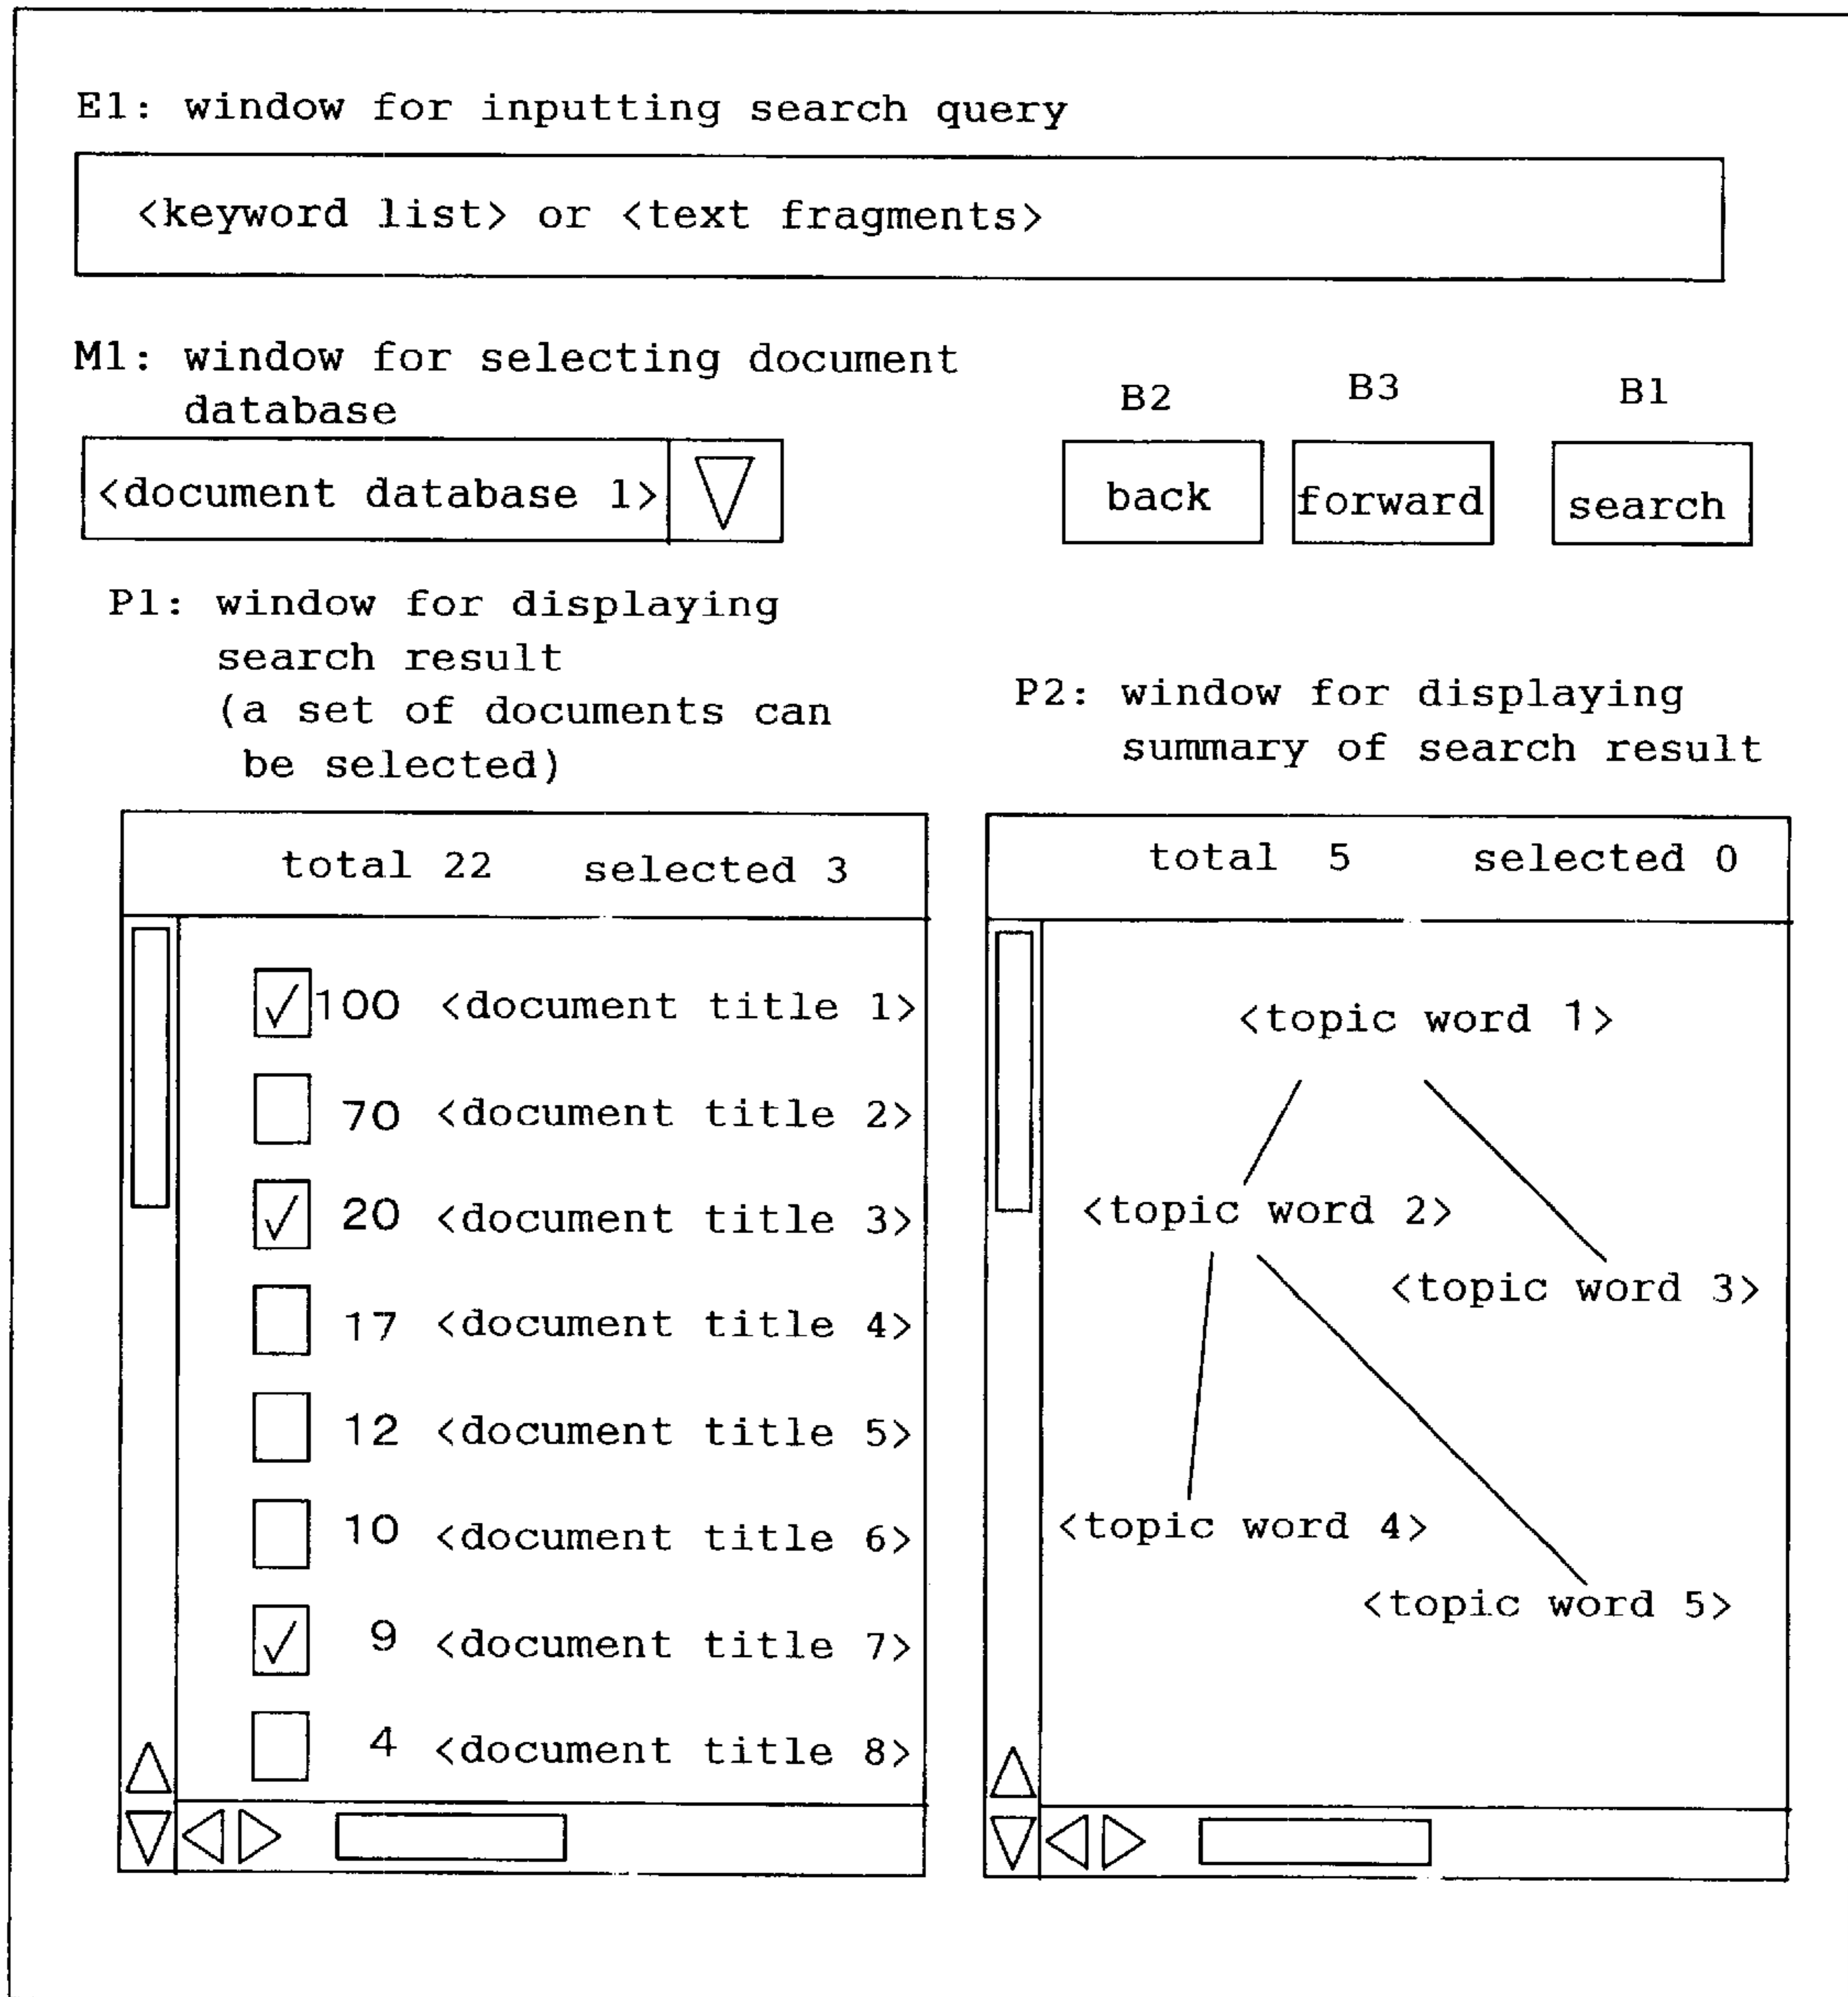 E1: window for inputting search query
<keyword list> or <text fragments>
M1: window for selecting document
database
<document database 1>
B2
B3
B1
back
forward
search
P1: window for displaying
search result
(a set of documents can
be selected)
P2: window for displaying
summary of search result
total 22 selected 3
100 <document title 1>
70 <document title 2>
20 <document title 3>
17 <document title 4>
12 <document title 5>
10 <document title 6>
9 <document title 7>
4 <document title 8>
total 5 selected 0
<topic word 1>
<topic word 2>
<topic word 3>
<topic word 4>
<topic word 5>